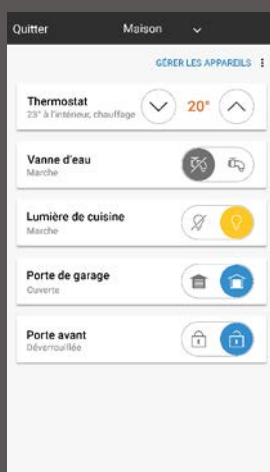 Quitter Maison
GÉRER LES APPAREILS
Thermostat
23° à l'intérieur, chauffage
20°
Vanne d'eau
Marche
Lumière de cuisine
Marche
Porte de garage
Ouverte
Porte avant
Déverrouillée